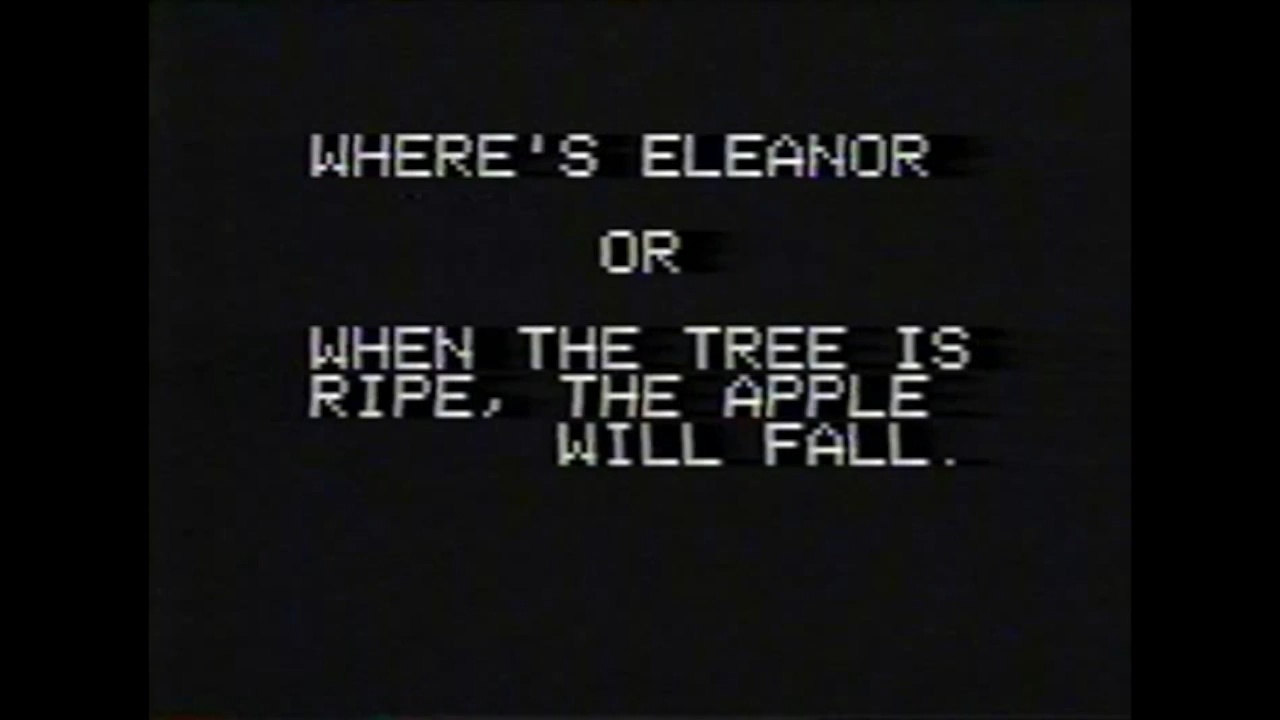 WHERE'S ELEANOR
OR
WHEN THE TREE IS
RIPE, THE APPLE
WILL FALL.